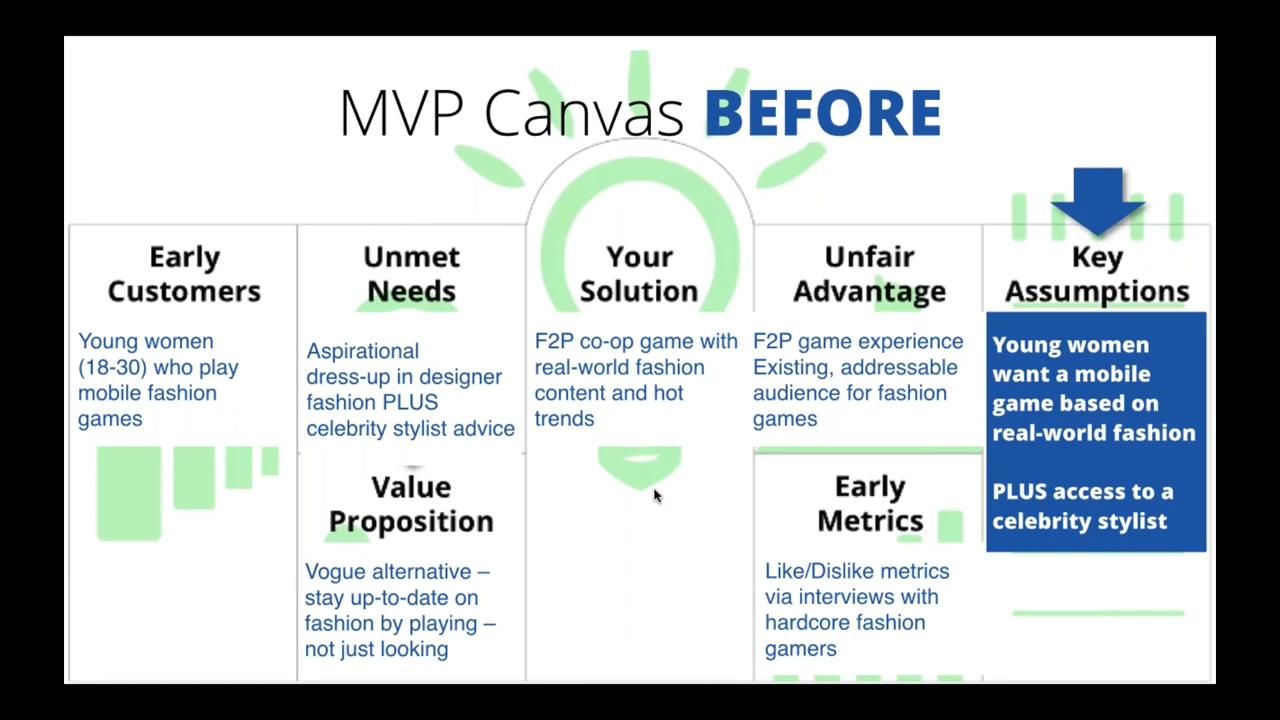 MVP Canvas BEFORE
Early
Customers
Young women
(18-30) who play
mobile fashion
games
Unmet
Needs
Aspirational
dress-up in designer
fashion PLUS
celebrity stylist advice
Value
Proposition
Vogue alternative –
stay up-to-date on
fashion by playing –
not just looking
Your
Solution
F2P co-op game with
real-world fashion
content and hot
trends
Unfair
Advantage
F2P game experience
Existing, addressable
audience for fashion
games
Early
Metrics
Like/Dislike metrics
via interviews with
hardcore fashion
gamers
Key
Assumptions
Young women
want a mobile
game based on
real-world fashion
PLUS access to a
celebrity stylist